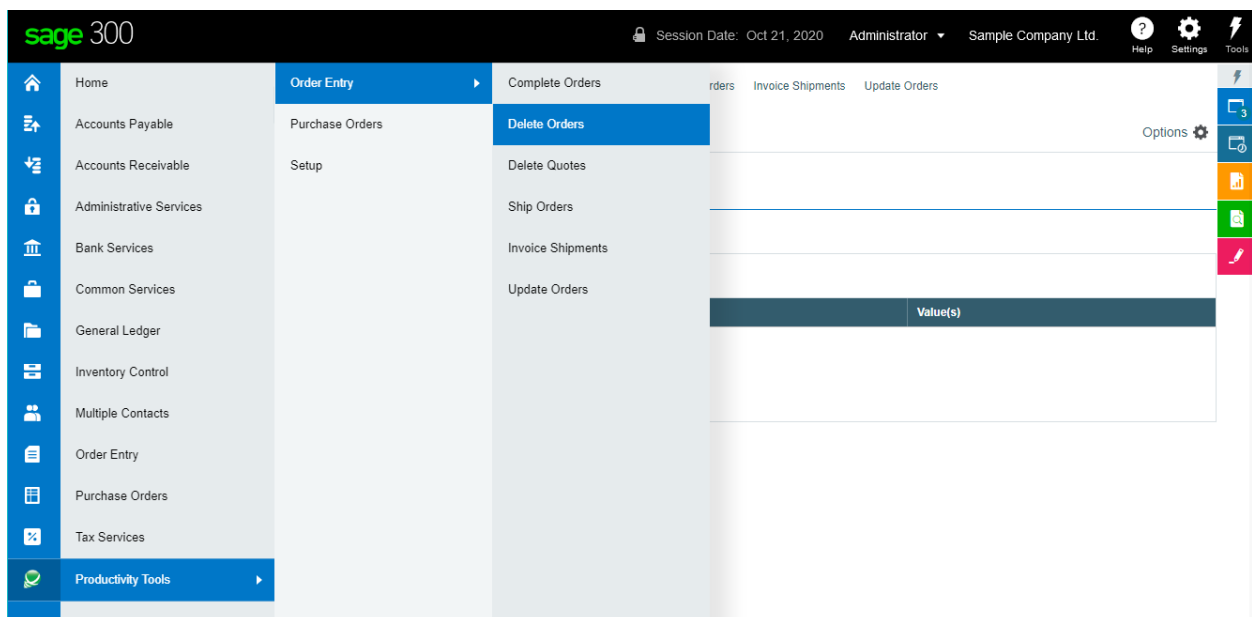 sage 300
Session Date: Oct 21, 2020 Administrator Sample Company Ltd. ? Help Settings Tools
Home Order Entry Complete Orders rders Invoice Shipments Update Orders
3
Accounts Payable Purchase Orders Delete Orders Options
Accounts Receivable Setup Delete Quotes
Administrative Services Ship Orders
Bank Services Invoice Shipments
Common Services Update Orders
Value(s)
General Ledger
Inventory Control
Multiple Contacts
Order Entry
Purchase Orders
Tax Services
Productivity Tools